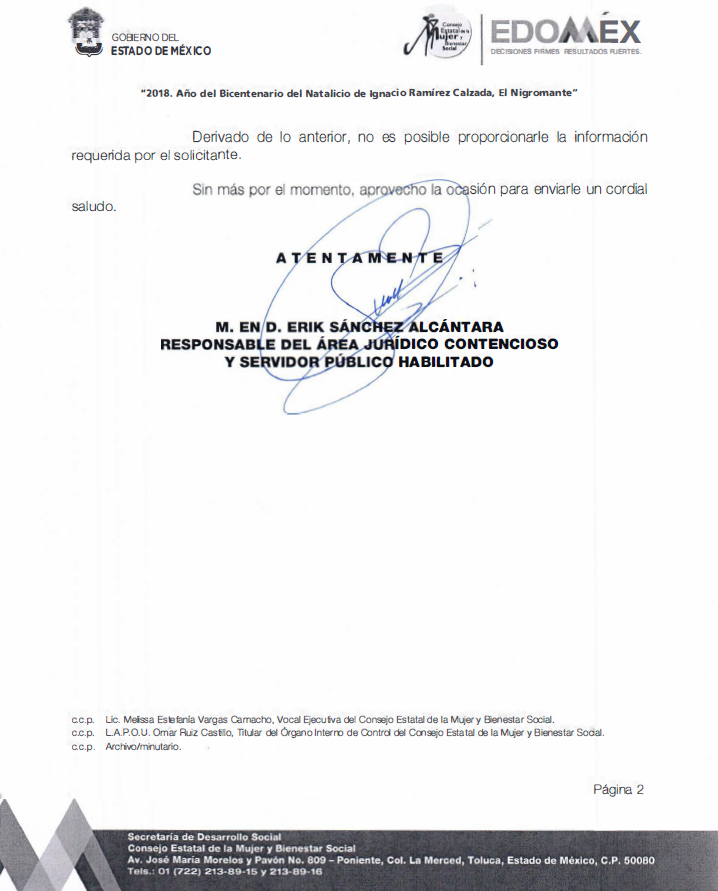 GOBIERNO DEL
ESTADO DE MÉXICO
Consejo
Estatal de la
Mujer y
Bienestar
Social
EDOMÉX
DECISIONES FIRMES, RESULTADOS FUERTES.
"2018. Año del Bicentenario del Natalicio de Ignacio Ramírez Calzada, El Nigromante"
Derivado de lo anterior, no es posible proporcionarle la información
requerida por el solicitante.
Sin más por el momento, aprovecho la ocasión para enviarle un cordial
saludo.
A T E N T A M E N T E
M. EN D. ERIK SÁNCHEZ ALCÁNTARA
RESPONSABLE DEL ÁREA JURÍDICO CONTENCIOSO
Y SERVIDOR PÚBLICO HABILITADO
c.c.p. Lic. Melissa Estefanía Vargas Camacho, Vocal Ejecutiva del Consejo Estatal de la Mujer y Bienestar Social.
c.c.p. L.A.P.O.U. Omar Ruiz Castillo, Titular del Órgano Interno de Control del Consejo Estatal de la Mujer y Bienestar Social.
c.c.p. Archivo/minutario.
Página 2
Secretaría de Desarrollo Social
Consejo Estatal de la Mujer y Bienestar Social
Av. José María Morelos y Pavón No. 809 – Poniente, Col. La Merced, Toluca, Estado de México, C.P. 50080
Tels.: 01 (722) 213-89-15 y 213-89-16